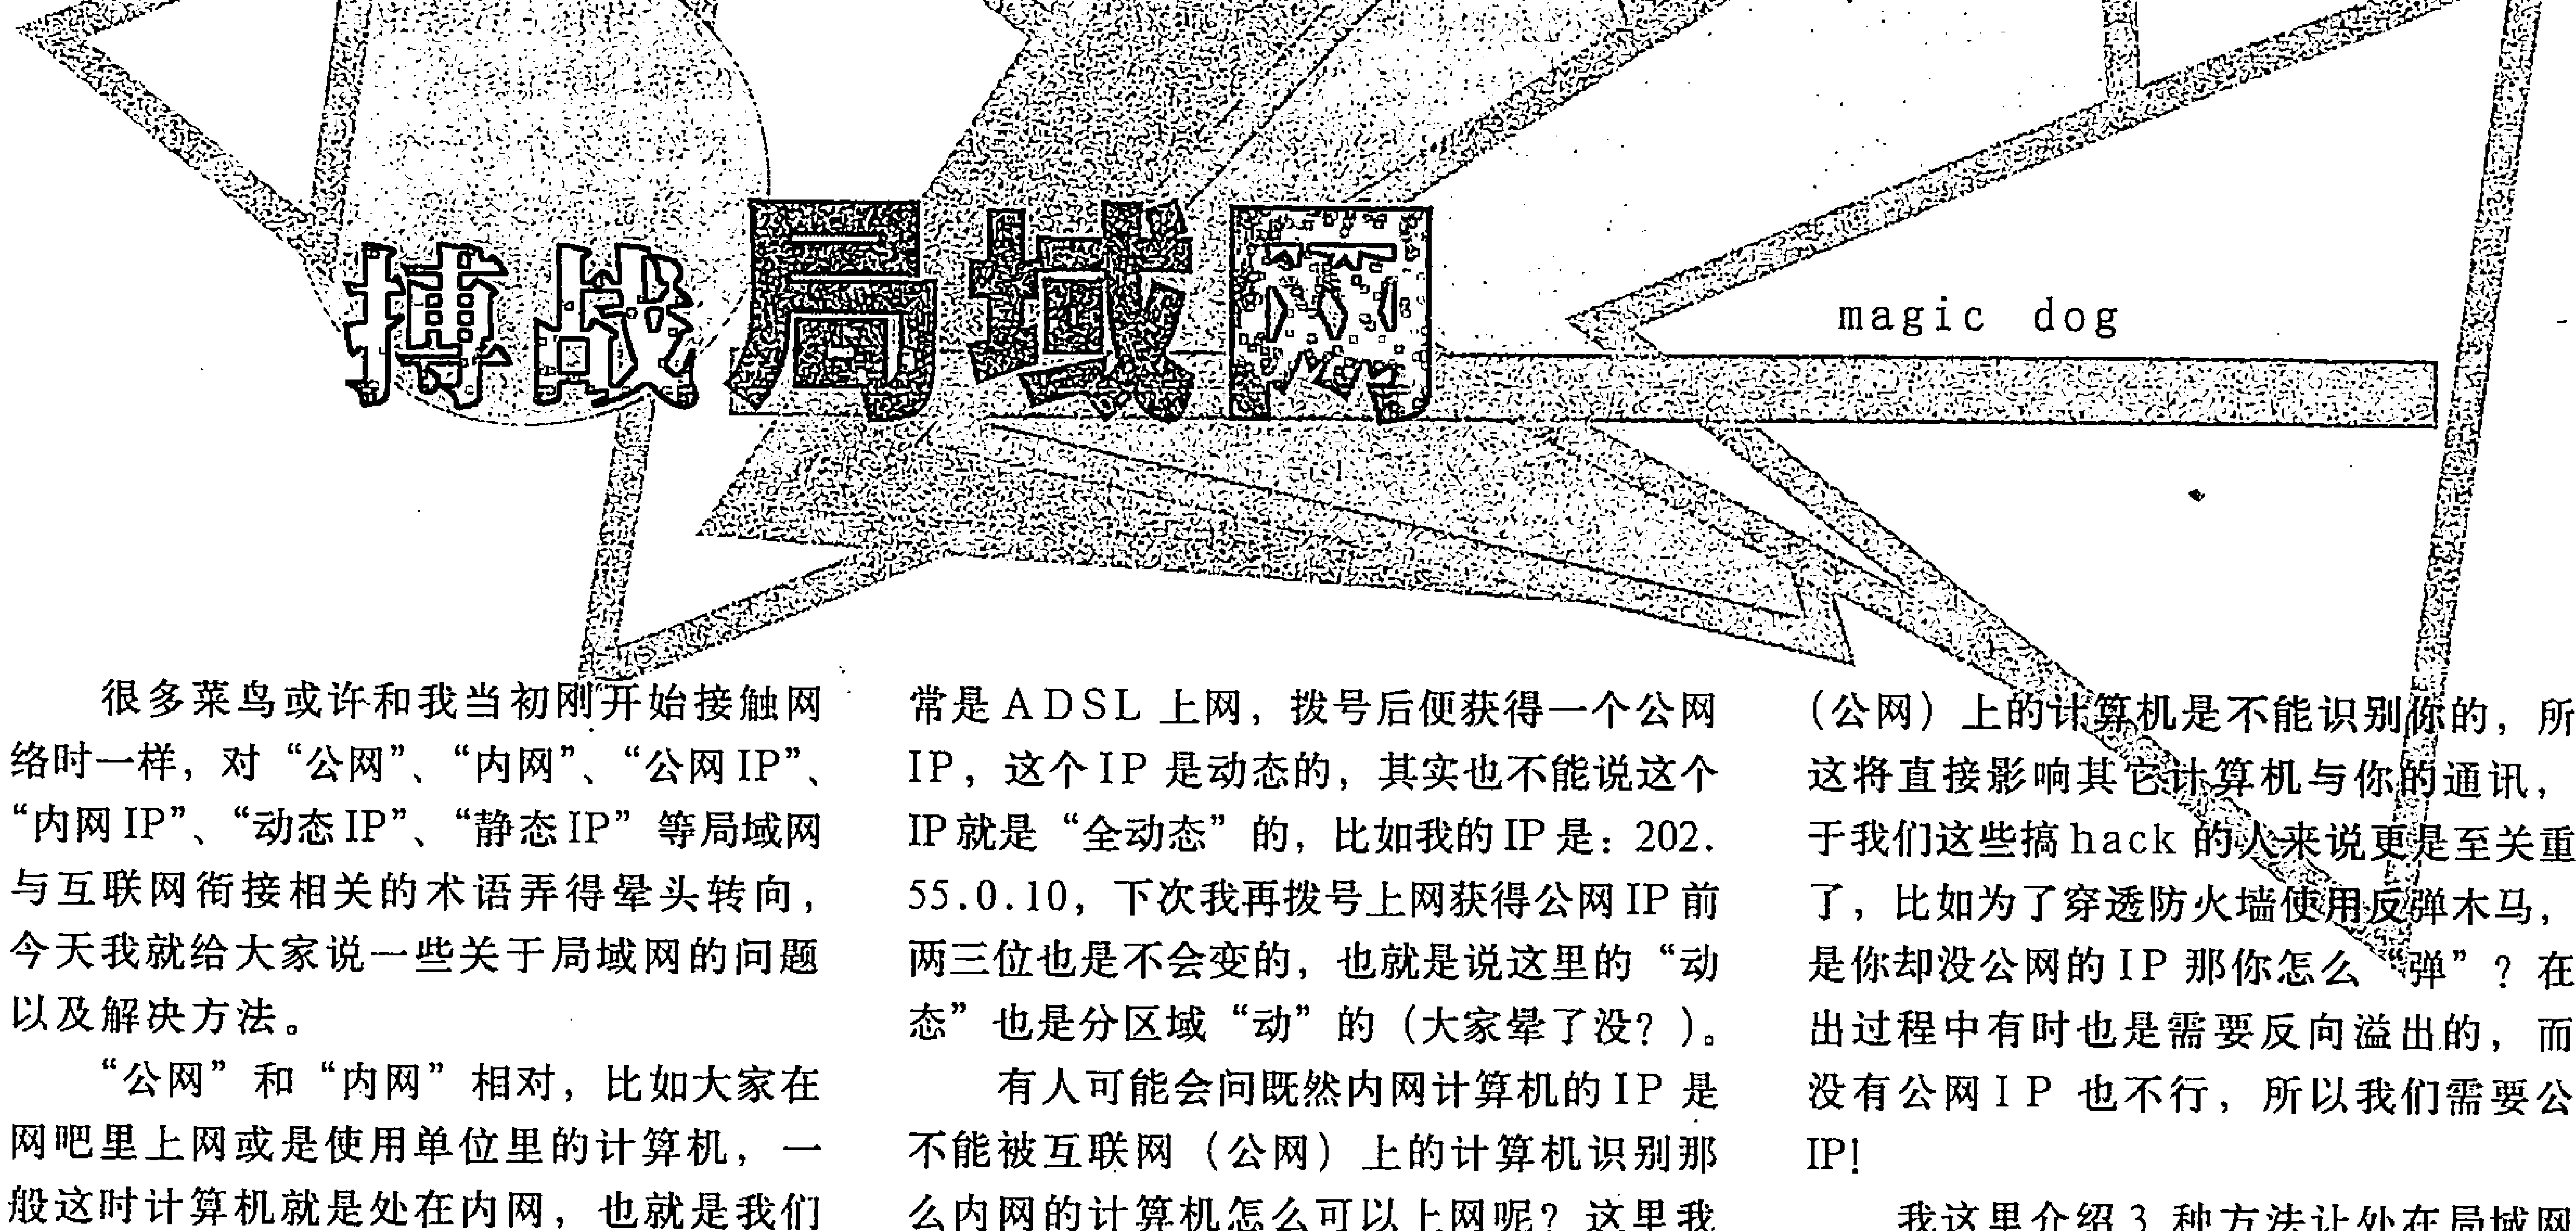 搏战局域网
magic dog
很多菜鸟或许和我当初刚开始接触网
络时一样，对“公网”、“内网”、“公网IP”、
“内网IP”、“动态IP”、“静态IP”等局域网
与互联网衔接相关的术语弄得晕头转向，
今天我就给大家说一些关于局域网的问题
以及解决方法。
“公网”和“内网”相对，比如大家在
网吧里上网或是使用单位里的计算机，一
般这时计算机就是处在内网，也就是我们
常是ADSL上网，拨号后便获得一个公网
IP，这个IP是动态的，其实也不能说这个
IP就是“全动态”的，比如我的IP是：202.
55.0.10，下次我再拨号上网获得公网IP前
两三位也是不会变的，也就是说这里的“动
态”也是分区域“动”的（大家晕了没？）。
有人可能会问既然内网计算机的IP是
不能被互联网（公网）上的计算机识别那
么内网的计算机怎么可以上网呢？这里我
（公网）上的计算机是不能识别你的，所
这将直接影响其它计算机与你的通讯，
于我们这些搞hack的人来说更是至关重
了，比如为了穿透防火墙使用反弹木马，
是你却没公网的IP那你怎么“弹”？在
出过程中有时也是需要反向溢出的，而
没有公网IP也不行，所以我们需要公
IP!
我这里介绍3种方法让处在局域网